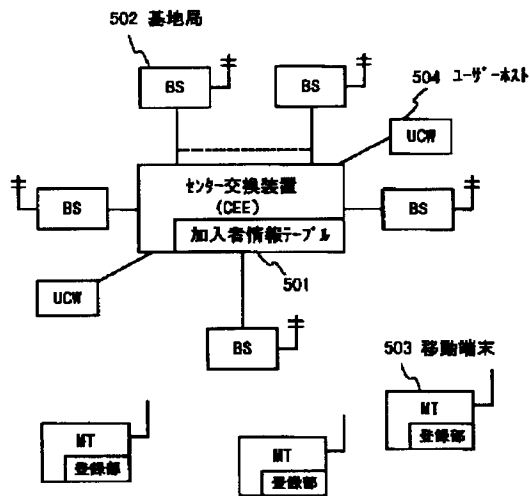 502 基地局
BS
BS
504 ユーザーホスト
UCW
センター交換装置
(CEE)
加入者情報テーブル
BS
BS
501
UCW
BS
503 移動端末
MT
登録部
MT
登録部
MT
登録部